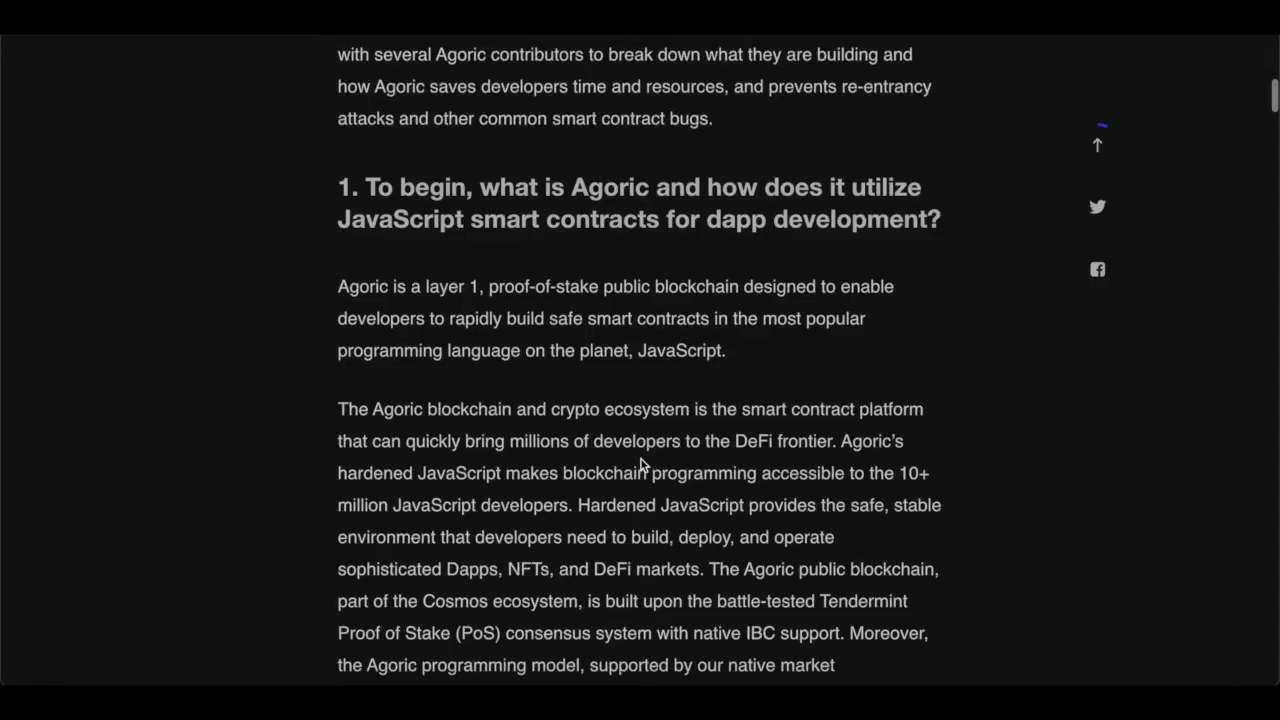 with several Agoric contributors to break down what they are building and
how Agoric saves developers time and resources, and prevents re-entrancy
attacks and other common smart contract bugs.
1. To begin, what is Agoric and how does it utilize
JavaScript smart contracts for dapp development?
Agoric is a layer 1, proof-of-stake public blockchain designed to enable
developers to rapidly build safe smart contracts in the most popular
programming language on the planet, JavaScript.
The Agoric blockchain and crypto ecosystem is the smart contract platform
that can quickly bring millions of developers to the DeFi frontier. Agoric’s
hardened JavaScript makes blockchain programming accessible to the 10+
million JavaScript developers. Hardened JavaScript provides the safe, stable
environment that developers need to build, deploy, and operate
sophisticated Dapps, NFTs, and DeFi markets. The Agoric public blockchain,
part of the Cosmos ecosystem, is built upon the battle-tested Tendermint
Proof of Stake (PoS) consensus system with native IBC support. Moreover,
the Agoric programming model, supported by our native market